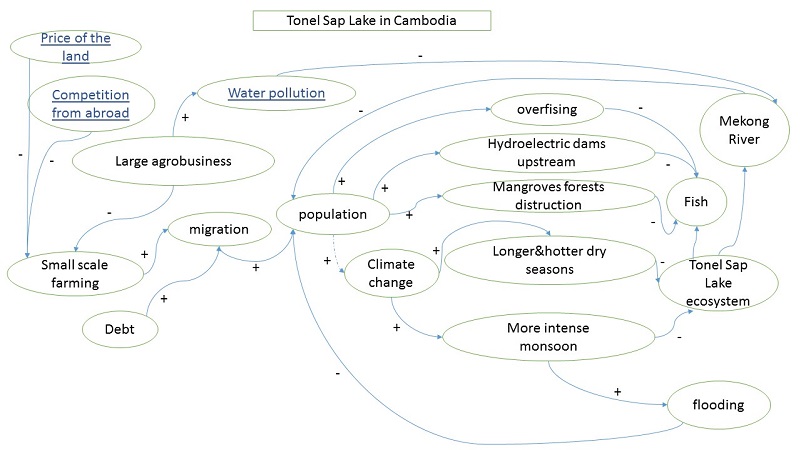 Tonel Sap Lake in Cambodia
Price of the
land
Competition
from abroad
Water pollution
Large agrobusiness
overfising
Mekong
River
Hydroelectric dams
upstream
Mangroves forests
distruction
Fish
population
migration
Small scale
farming
Debt
Climate
change
Longer&hotter dry
seasons
Tonel Sap
Lake
ecosystem
More intense
monsoon
flooding
-
-
+
-
+
+
+
-
-
+
+
+
+
-
-
-
+
+
-
-
+
-